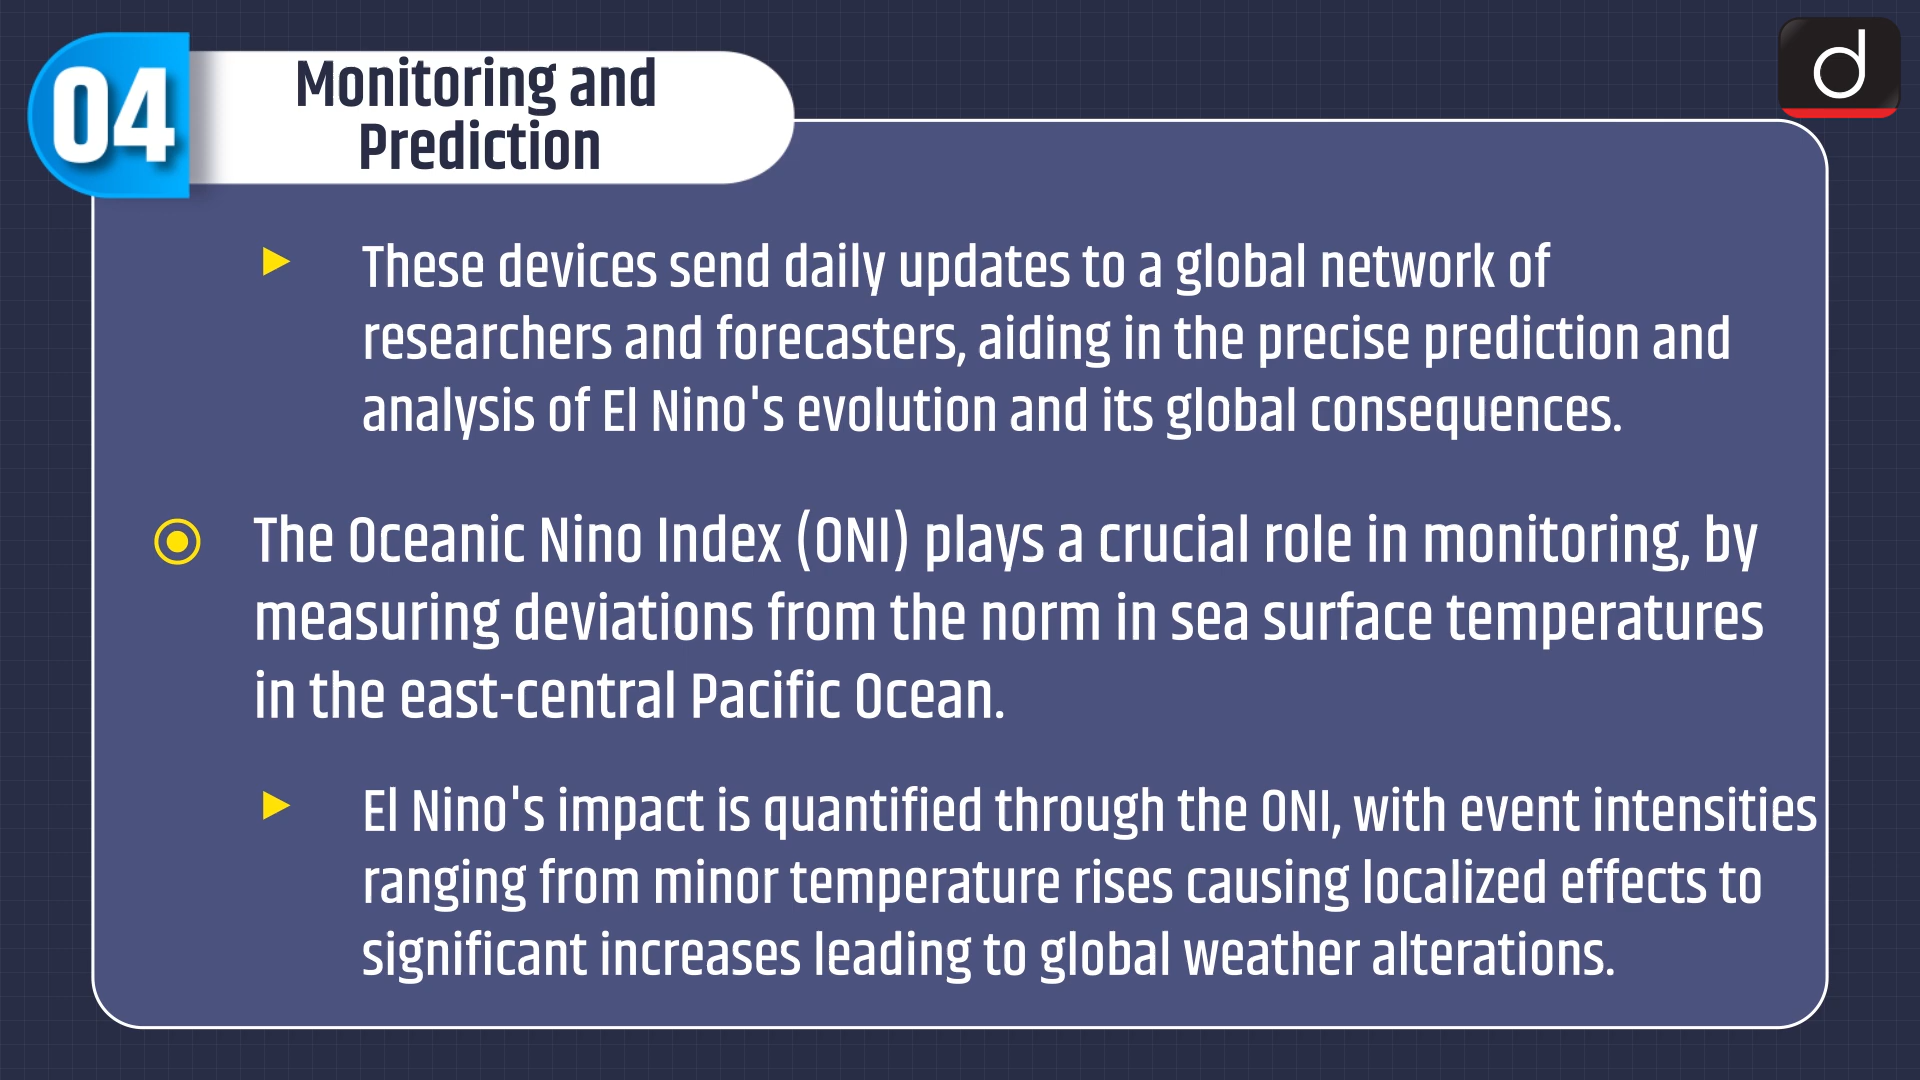 04
Monitoring and
Prediction
d
These devices send daily updates to a global network of
researchers and forecasters, aiding in the precise prediction and
analysis of El Nino's evolution and its global consequences.
The Oceanic Nino Index (ONI) plays a crucial role in monitoring, by
measuring deviations from the norm in sea surface temperatures
in the east-central Pacific Ocean.
El Nino's impact is quantified through the ONI, with event intensities
ranging from minor temperature rises causing localized effects to
significant increases leading to global weather alterations.